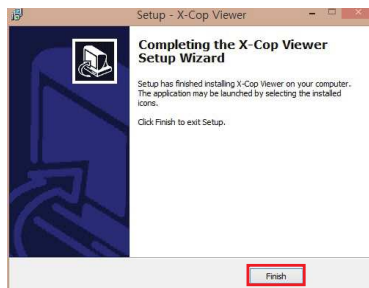 Setup - X-Cop Viewer
Completing the X-Cop Viewer
Setup Wizard
Setup has finished installing X-Cop Viewer on your computer.
The application may be launched by selecting the installed
icons.
Click Finish to exit Setup.
Finish